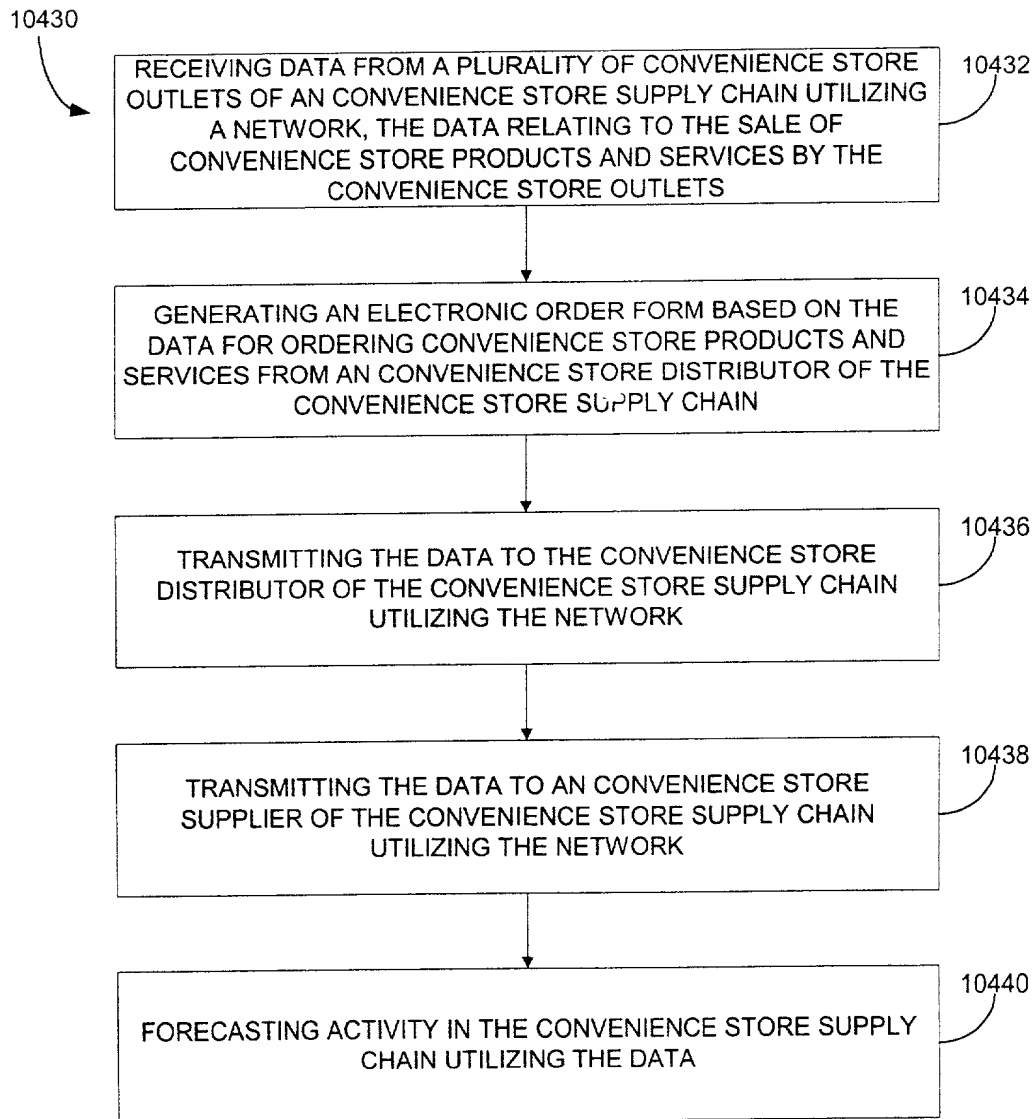 10430
RECEIVING DATA FROM A PLURALITY OF CONVENIENCE STORE
OUTLETS OF AN CONVENIENCE STORE SUPPLY CHAIN UTILIZING
A NETWORK, THE DATA RELATING TO THE SALE OF
CONVENIENCE STORE PRODUCTS AND SERVICES BY THE
CONVENIENCE STORE OUTLETS
10432
GENERATING AN ELECTRONIC ORDER FORM BASED ON THE
DATA FOR ORDERING CONVENIENCE STORE PRODUCTS AND
SERVICES FROM AN CONVENIENCE STORE DISTRIBUTOR OF THE
CONVENIENCE STORE SUPPLY CHAIN
10434
TRANSMITTING THE DATA TO THE CONVENIENCE STORE
DISTRIBUTOR OF THE CONVENIENCE STORE SUPPLY CHAIN
UTILIZING THE NETWORK
10436
TRANSMITTING THE DATA TO AN CONVENIENCE STORE
SUPPLIER OF THE CONVENIENCE STORE SUPPLY CHAIN
UTILIZING THE NETWORK
10438
FORECASTING ACTIVITY IN THE CONVENIENCE STORE SUPPLY
CHAIN UTILIZING THE DATA
10440